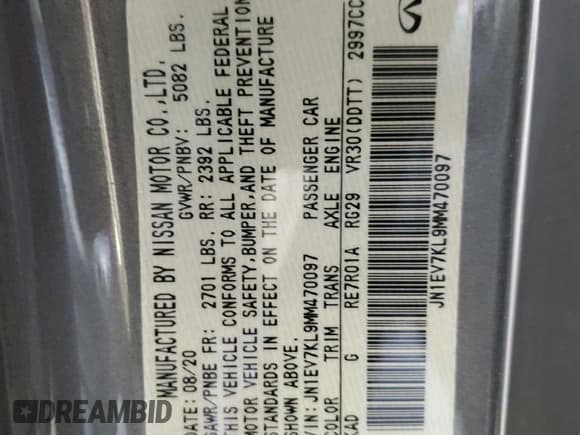 MANUFACTURED BY NISSAN MOTOR CO.,LTD.
DATE: 08/20 GVWR/PNBV: 5082 LBS.
GAWR/PNBE FR: 2701 LBS. RR: 2392 LBS.
THIS VEHICLE CONFORMS TO ALL APPLICABLE FEDERAL
MOTOR VEHICLE SAFETY,BUMPER,AND THEFT PREVENTION
STANDARDS IN EFFECT ON THE DATE OF MANUFACTURE
SHOWN ABOVE.
VIN: JN1EV7KL9MM470097 PASSENGER CAR
COLOR TRIM TRANS AXLE ENGINE
KAD G RE7R01A RG29 VR30(DDTT) 2997CC
JN1EV7KL9MM470097
DREAMBID